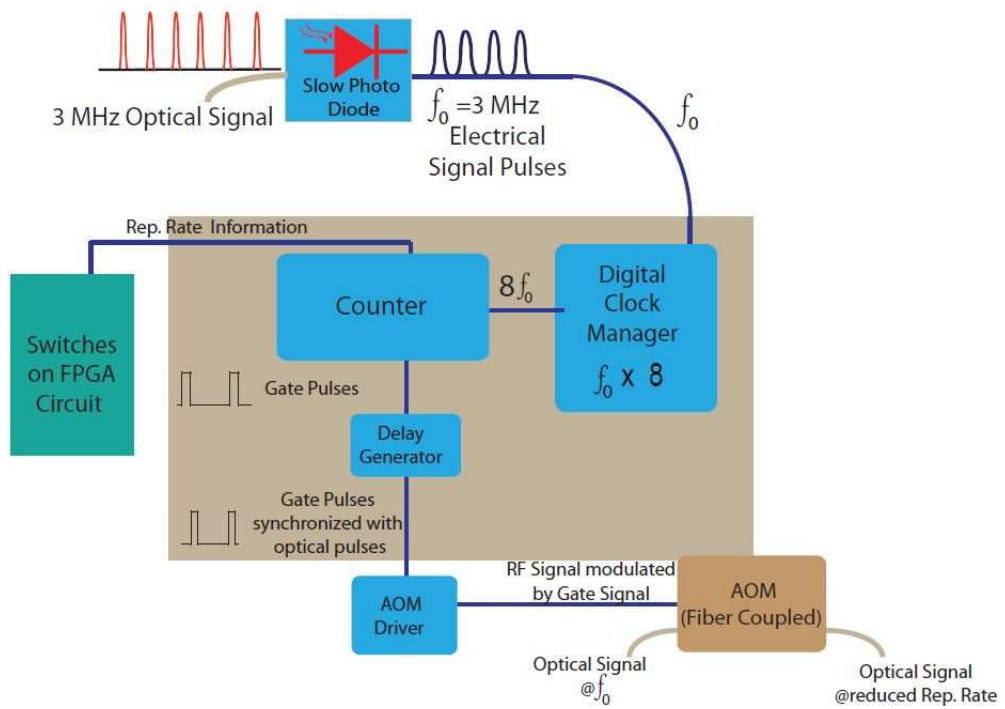 3 MHz Optical Signal
Slow Photo
Diode
f₀ =3 MHz
Electrical
Signal Pulses
f₀
Rep. Rate Information
Switches
on FPGA
Circuit
Counter
8f₀
Digital
Clock
Manager
f₀ x 8
Gate Pulses
Delay
Generator
Gate Pulses
synchronized with
optical pulses
AOM
Driver
RF Signal modulated
by Gate Signal
AOM
(Fiber Coupled)
Optical Signal
@f₀
Optical Signal
@reduced Rep. Rate